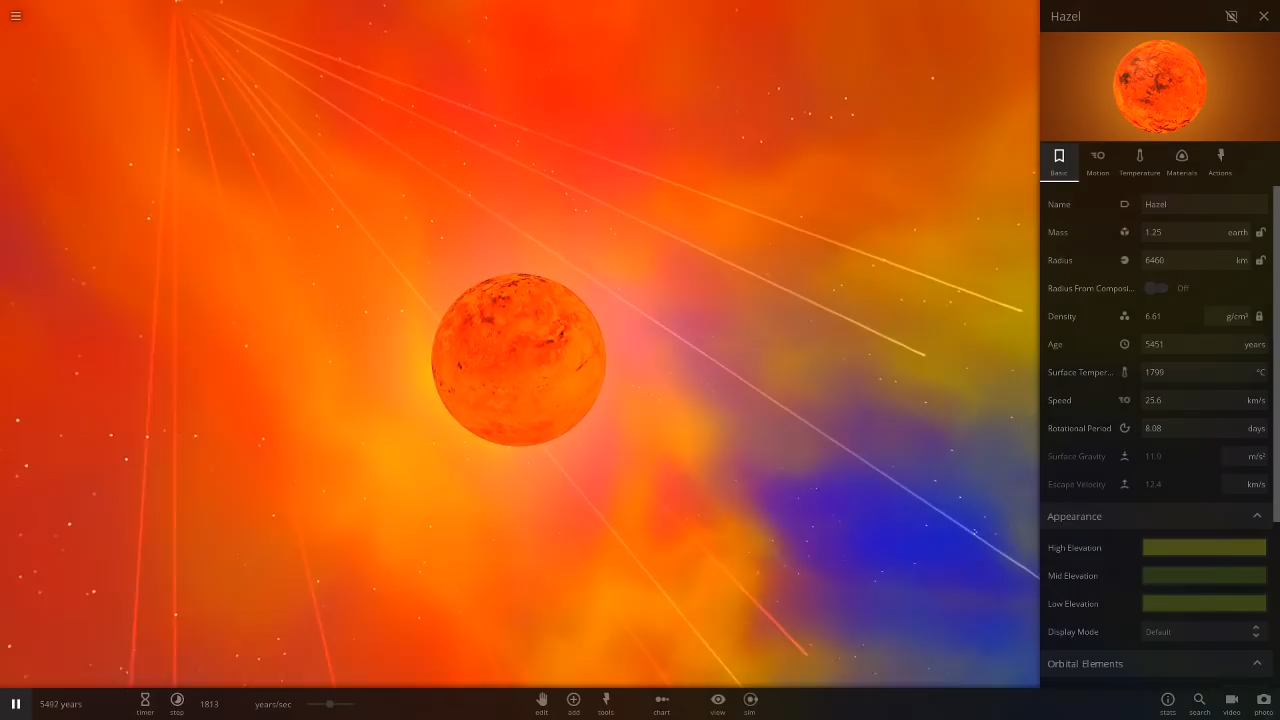 Hazel
Basic Motion Temperature Materials Actions
Name Hazel
Mass 1.25 earth
Radius 6460 km
Radius From Composi... Off
Density 6.61 g/cm³
Age 5451 years
Surface Temper... 1799 °C
Speed 25.6 km/s
Rotational Period 8.08 days
Surface Gravity 11.9 m/s²
Escape Velocity 12.4 km/s
Appearance
High Elevation
Mid Elevation
Low Elevation
Display Mode Default
Orbital Elements
5492 years timer step 1813 years/sec edit add tools chart view sim stats search video photo